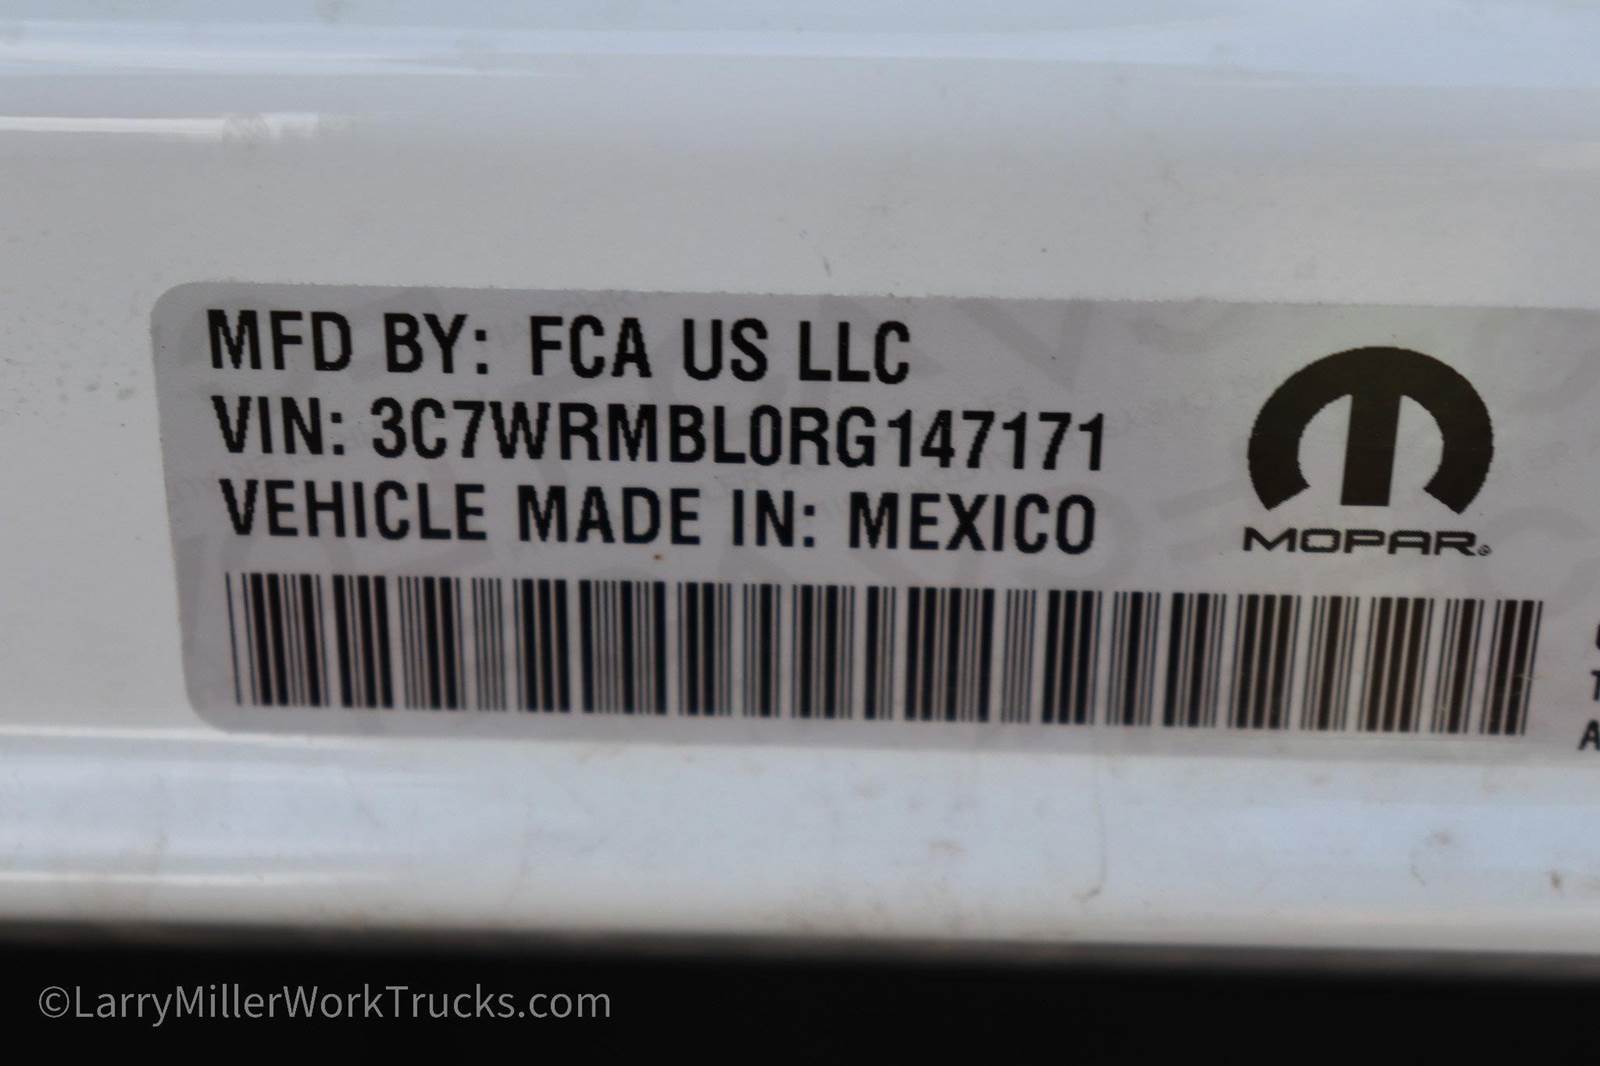 MFD BY: FCA US LLC
VIN: 3C7WRMBL0RG147171
VEHICLE MADE IN: MEXICO
MOPAR®
©LarryMillerWorkTrucks.com